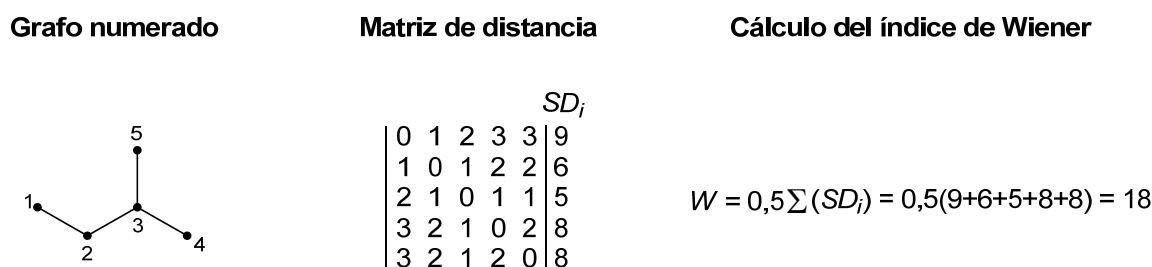 Grafo numerado
Matriz de distancia
Cálculo del índice de Wiener
5
1
2
3
4
SD_i
0 1 2 3 3 9
1 0 1 2 2 6
2 1 0 1 1 5
3 2 1 0 2 8
3 2 1 2 0 8
W = 0,5∑(SD_i) = 0,5(9+6+5+8+8) = 18